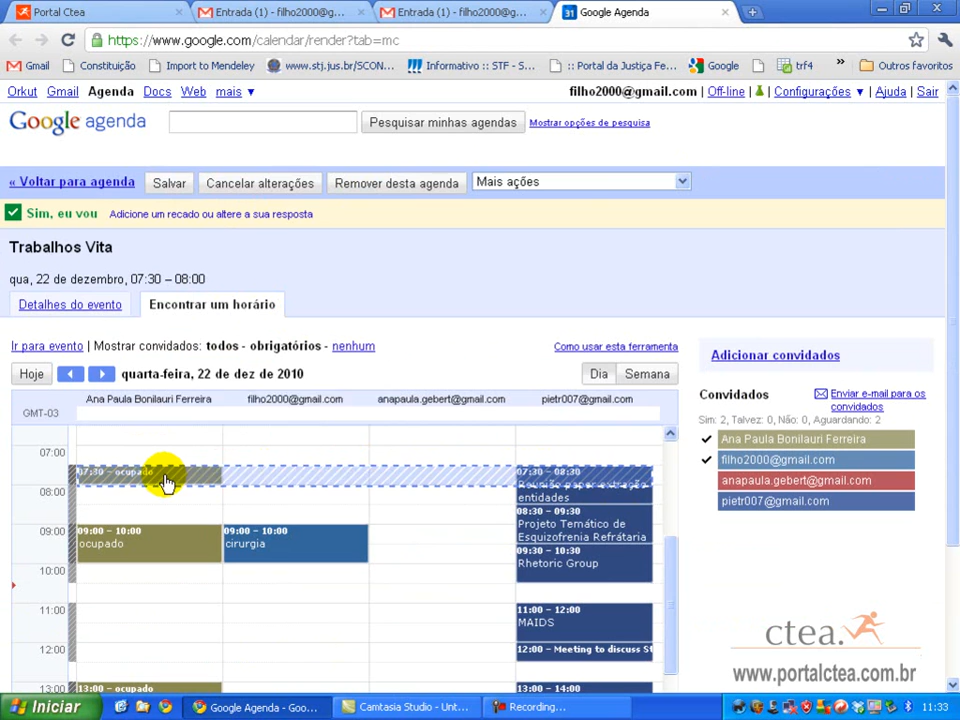 Portal Ctea
Entrada (1) - filho2000@g...
Entrada (1) - filho2000@g...
31 Google Agenda
https://www.google.com/calendar/render?tab=mc
Gmail Constituição Import to Mendeley www.stj.jus.br/SCON... Informativo :: STF - S... :: Portal da Justiça Fe... Google trf4 » Outros favoritos
Orkut Gmail Agenda Docs Web mais ▼ filho2000@gmail.com | Off-line | Configurações ▼ | Ajuda | Sair
Google agenda Pesquisar minhas agendas Mostrar opções de pesquisa
« Voltar para agenda Salvar Cancelar alterações Remover desta agenda Mais ações
Sim, eu vou Adicione um recado ou altere a sua resposta
Trabalhos Vita
qua, 22 de dezembro, 07:30 – 08:00
Detalhes do evento Encontrar um horário
Ir para evento | Mostrar convidados: todos - obrigatórios - nenhum Como usar esta ferramenta
Hoje quarta-feira, 22 de dez de 2010 Dia Semana
Ana Paula Bonilauri Ferreira filho2000@gmail.com anapaula.gebert@gmail.com pietr007@gmail.com
GMT-03
07:00
07:30 – ocupado
07:30 – 08:30
Reunião paper extração
entidades
08:00
08:30 – 09:30
Projeto Temático de
Esquizofrenia Refrátaria
09:00
09:00 – 10:00
ocupado
09:00 – 10:00
cirurgia
09:30 – 10:30
Rhetoric Group
10:00
11:00
11:00 – 12:00
MAIDS
12:00
12:00 – Meeting to discuss St
13:00
13:00 – ocupado
13:00 – 14:00
Adicionar convidados
Convidados Enviar e-mail para os
convidados
Sim: 2, Talvez: 0, Não: 0, Aguardando: 2
Ana Paula Bonilauri Ferreira
filho2000@gmail.com
anapaula.gebert@gmail.com
pietr007@gmail.com
ctea.
www.portalctea.com.br
Iniciar Google Agenda - Goo... Camtasia Studio - Unt... Recording... 11:33